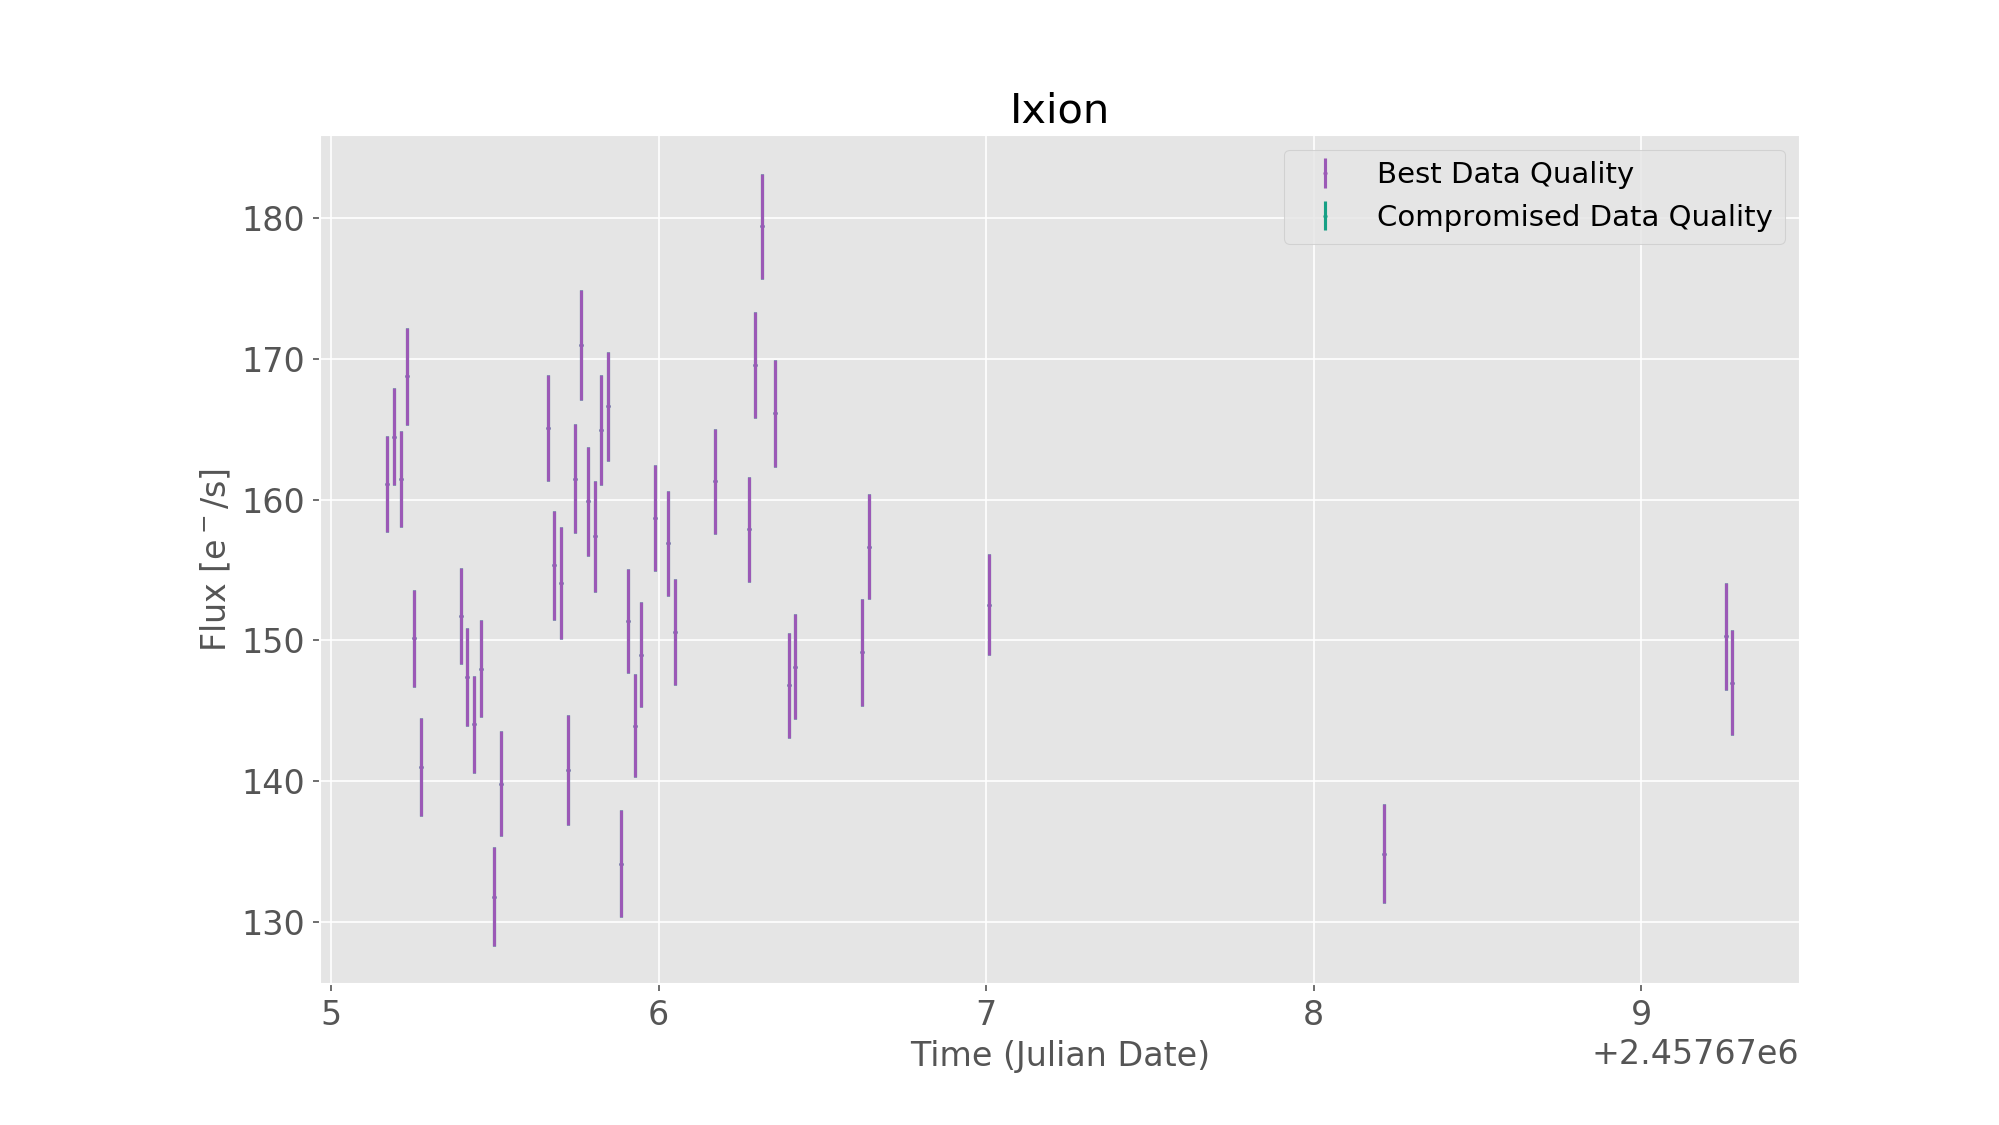 Ixion
Best Data Quality
Compromised Data Quality
180
170
160
150
140
130
Flux [e⁻/s]
5 6 7 8 9
Time (Julian Date)
+2.45767e6